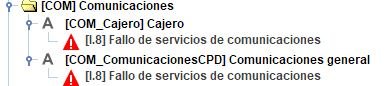 [COM] Comunicaciones
A [COM_Cajero] Cajero
[I.8] Fallo de servicios de comunicaciones
A [COM_ComunicacionesCPD] Comunicaciones general
[I.8] Fallo de servicios de comunicaciones